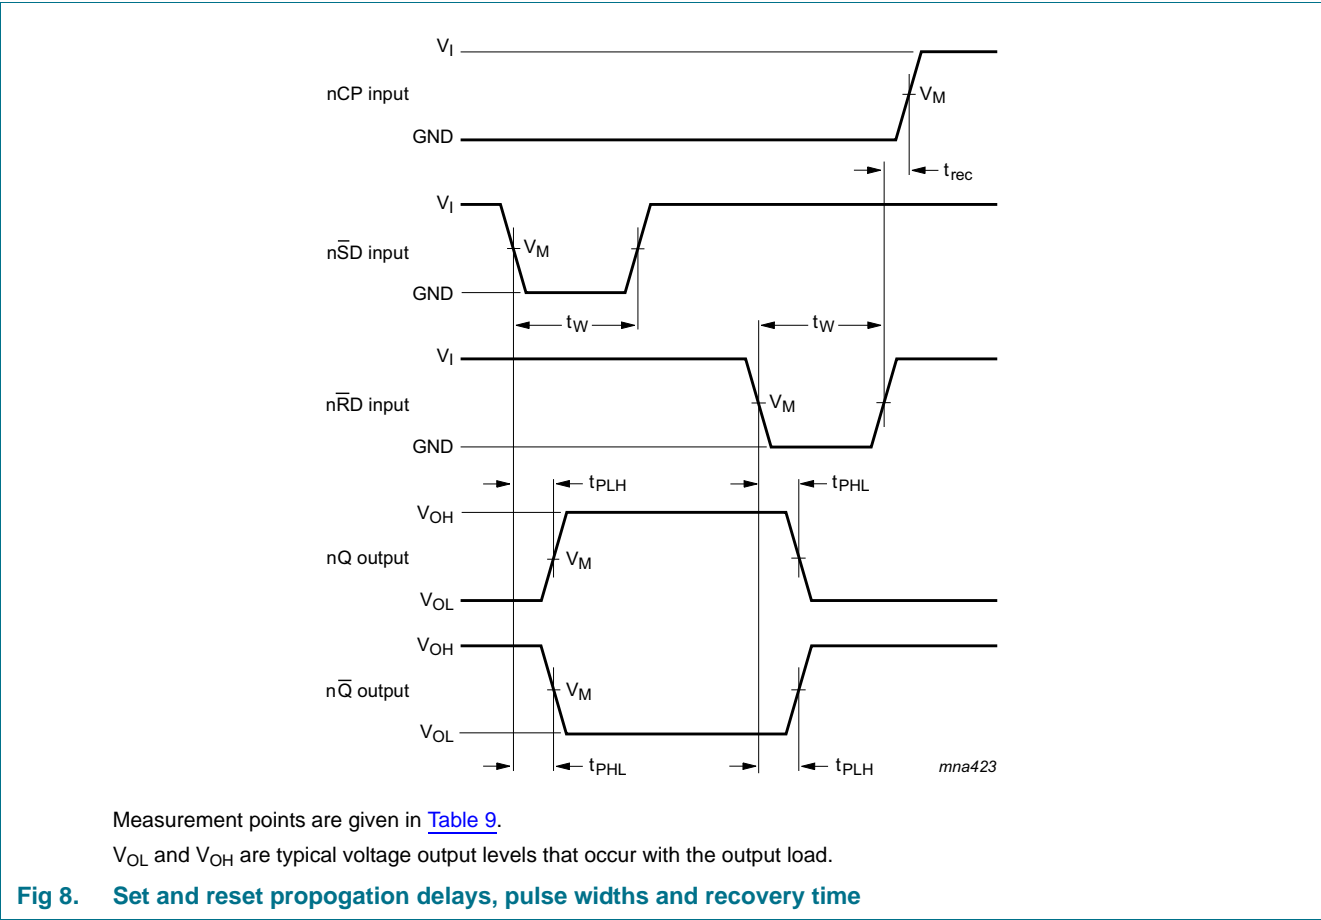 VI
nCP input
VM
GND
trec
VI
nS̅D input
VM
GND
tW
tW
VI
nR̅D input
VM
GND
tPLH
tPHL
VOH
nQ output
VM
VOL
VOH
nQ̅ output
VM
VOL
tPHL
tPLH
mna423
Measurement points are given in Table 9.
VOL and VOH are typical voltage output levels that occur with the output load.
Fig 8. Set and reset propogation delays, pulse widths and recovery time